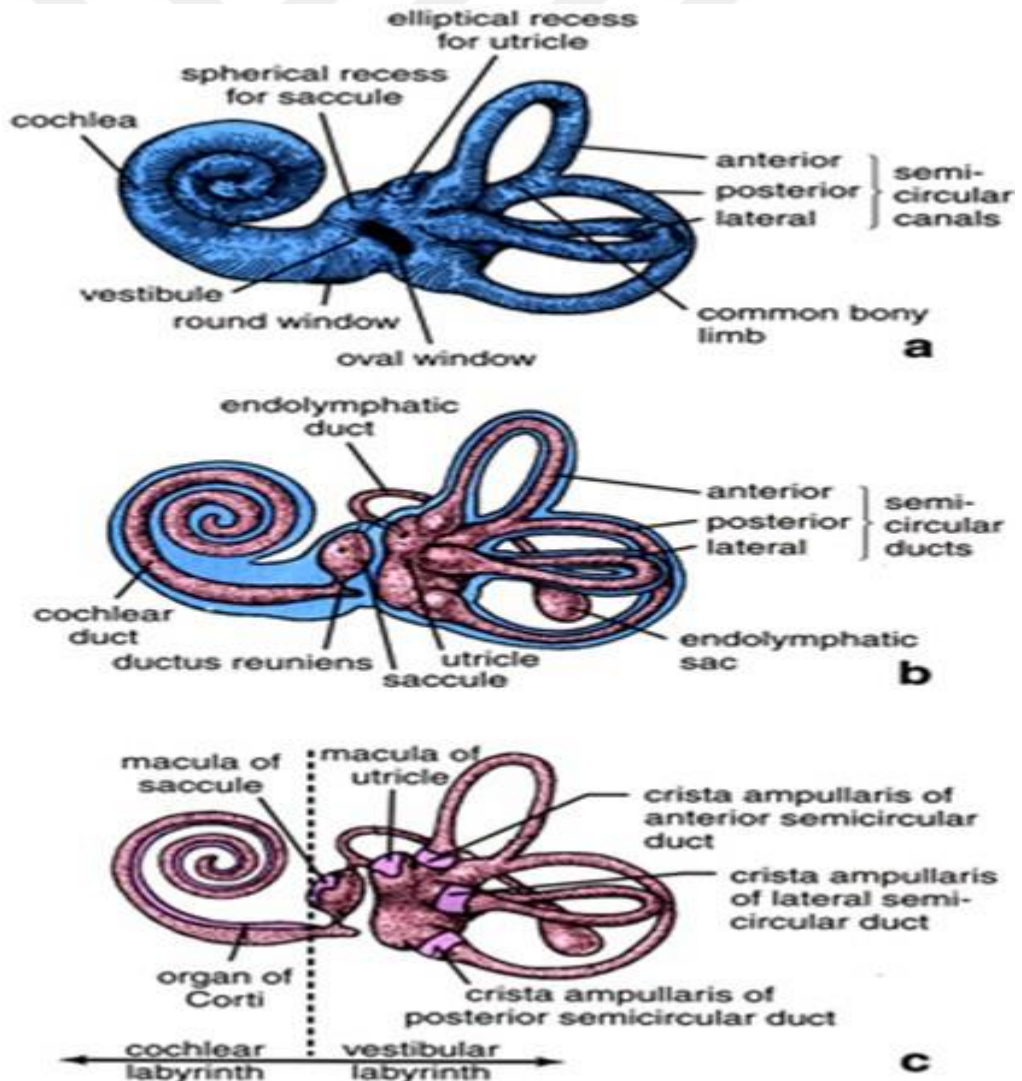 elliptical recess
for utricle
spherical recess
for saccule
cochlea
anterior
posterior
lateral
semi-
circular
canals
vestibule
round window
oval window
common bony
limb
a
endolymphatic
duct
anterior
posterior
lateral
semi-
circular
ducts
cochlear
duct
ductus reuniens
utricle
saccule
endolymphatic
sac
b
macula of
saccule
macula of
utricle
crista ampullaris of
anterior semicircular
duct
crista ampullaris
of lateral semi-
circular duct
organ of
Corti
crista ampullaris of
posterior semicircular duct
cochlear
labyrinth
vestibular
labyrinth
c